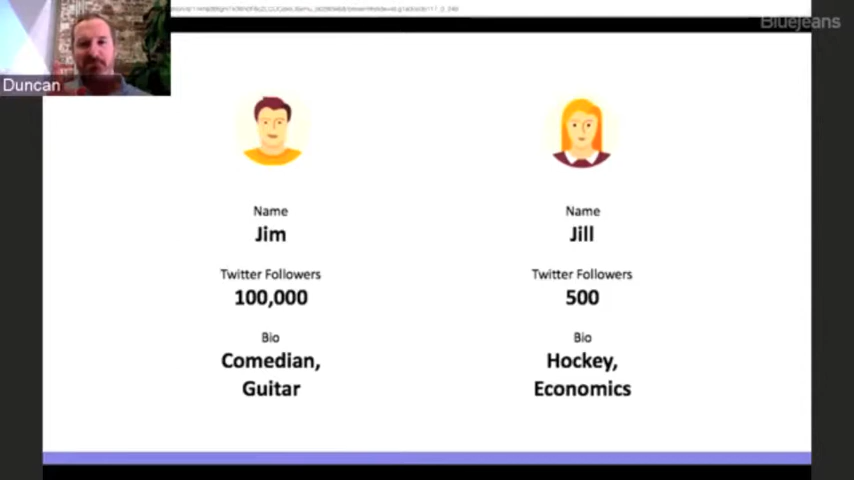 Bluejeans
Duncan
Name
Jim
Twitter Followers
100,000
Bio
Comedian,
Guitar
Name
Jill
Twitter Followers
500
Bio
Hockey,
Economics